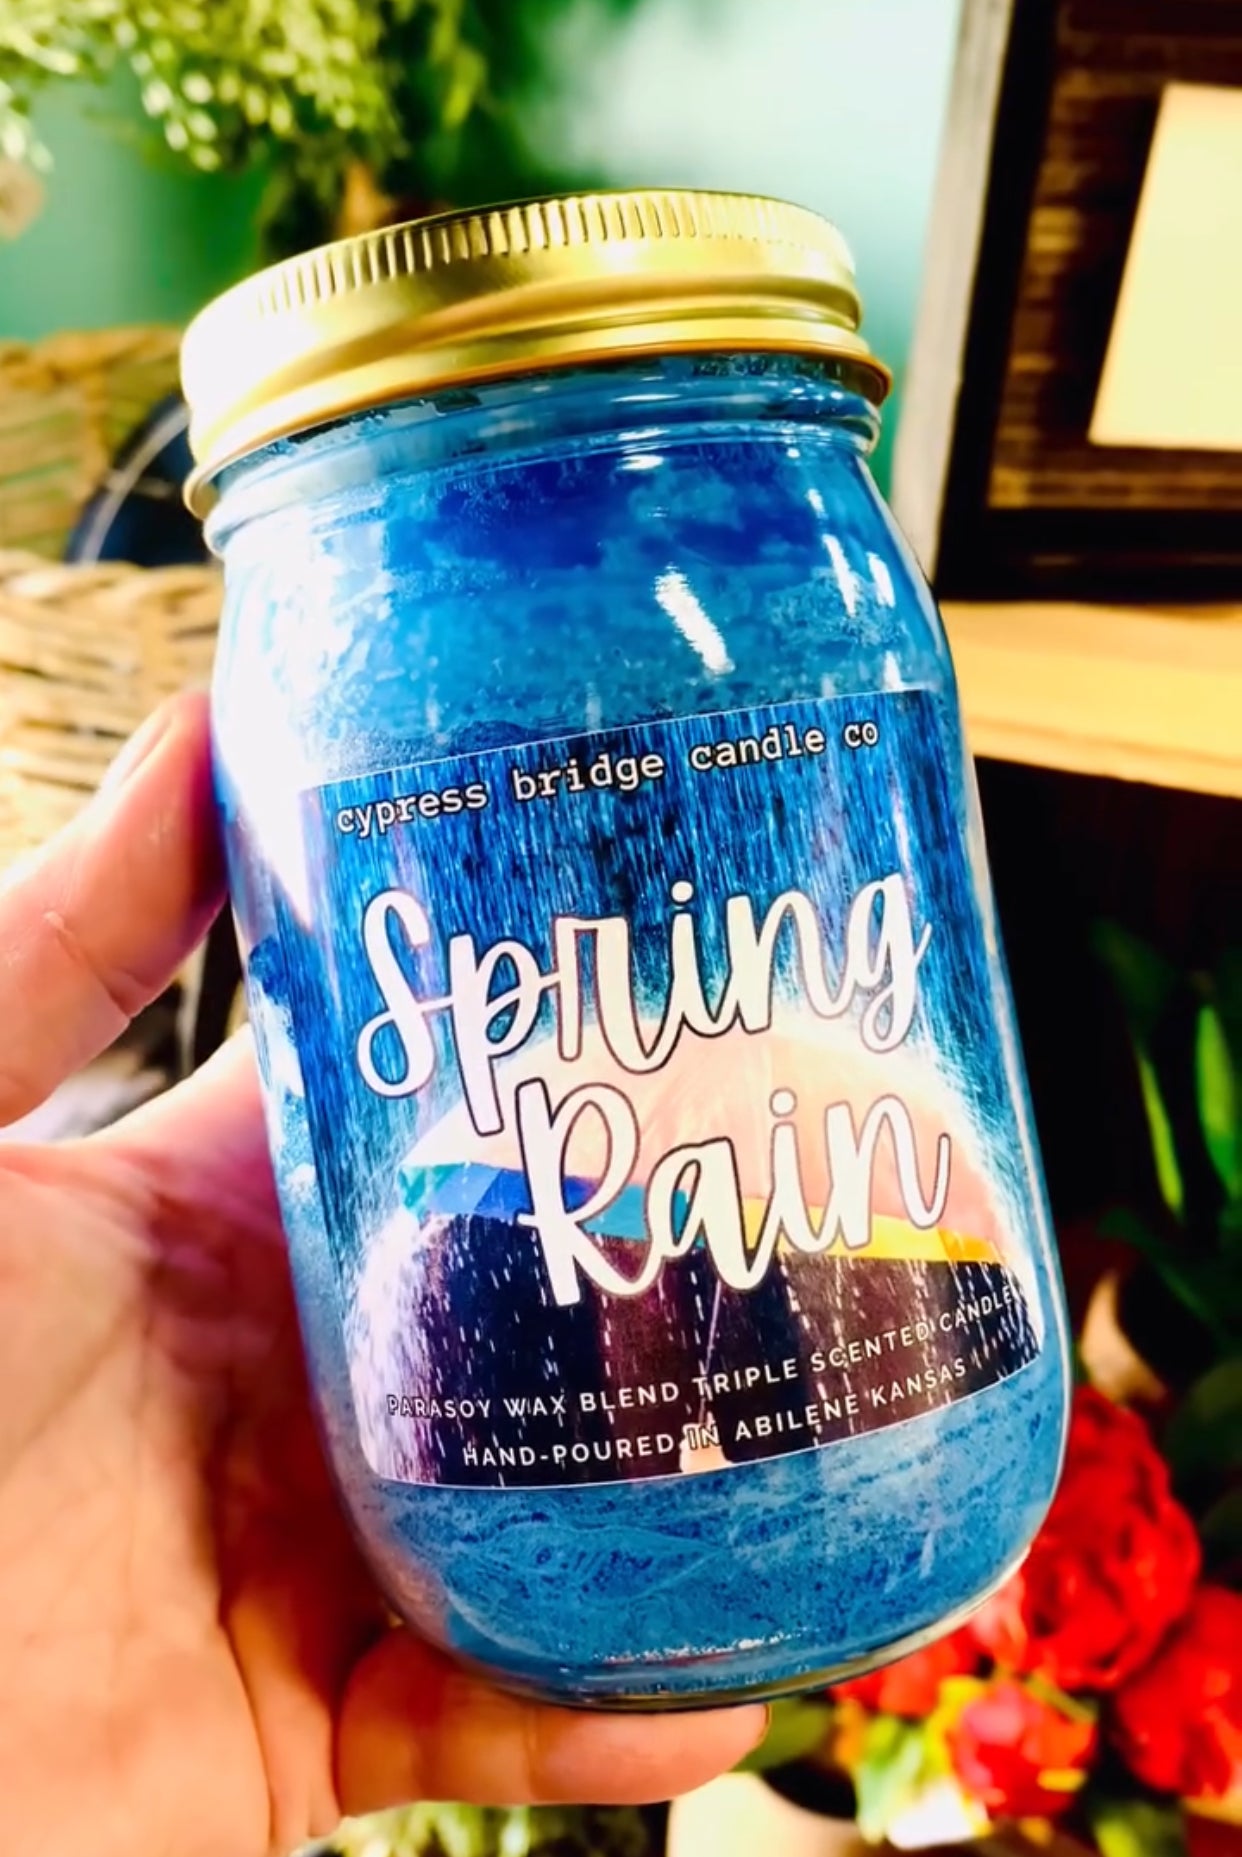 cypress bridge candle co
Spring
Rain
PARASOY WAX BLEND TRIPLE SCENTED CANDLE
HAND-POURED IN ABILENE KANSAS